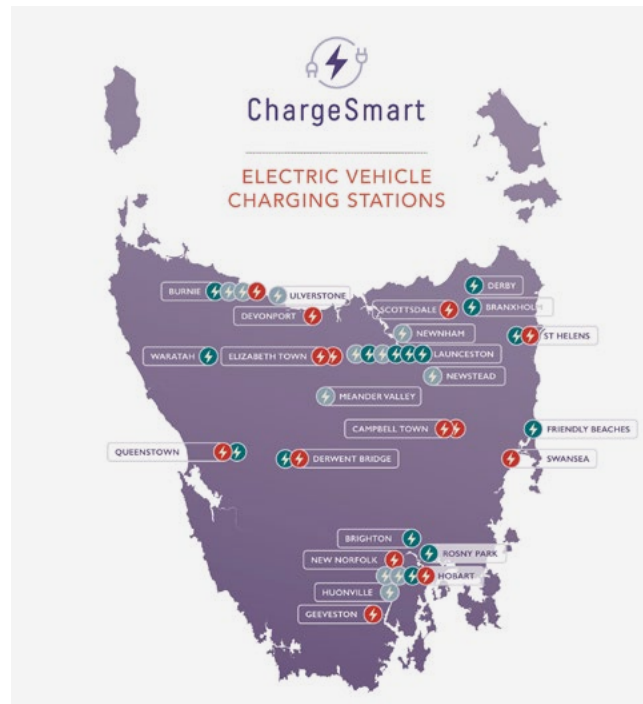 ChargeSmart
ELECTRIC VEHICLE
CHARGING STATIONS
DERBY
BURNIE
ULVERSTONE
BRANXHOLM
SCOTTSDALE
DEVONPORT
NEWNHAM
ST HELENS
WARATAH
ELIZABETH TOWN
LAUNCESTON
NEWSTEAD
MEANDER VALLEY
CAMPBELL TOWN
FRIENDLY BEACHES
QUEENSTOWN
DERWENT BRIDGE
SWANSEA
BRIGHTON
ROSNY PARK
NEW NORFOLK
HOBART
HUONVILLE
GEEVESTON